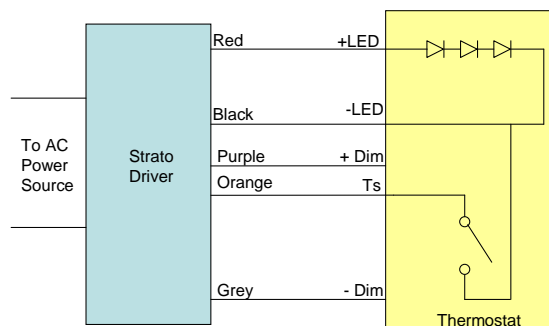 Red
+LED
Black
-LED
To AC
Power
Source
Strato
Driver
Purple
+ Dim
Orange
Ts
Grey
- Dim
Thermostat